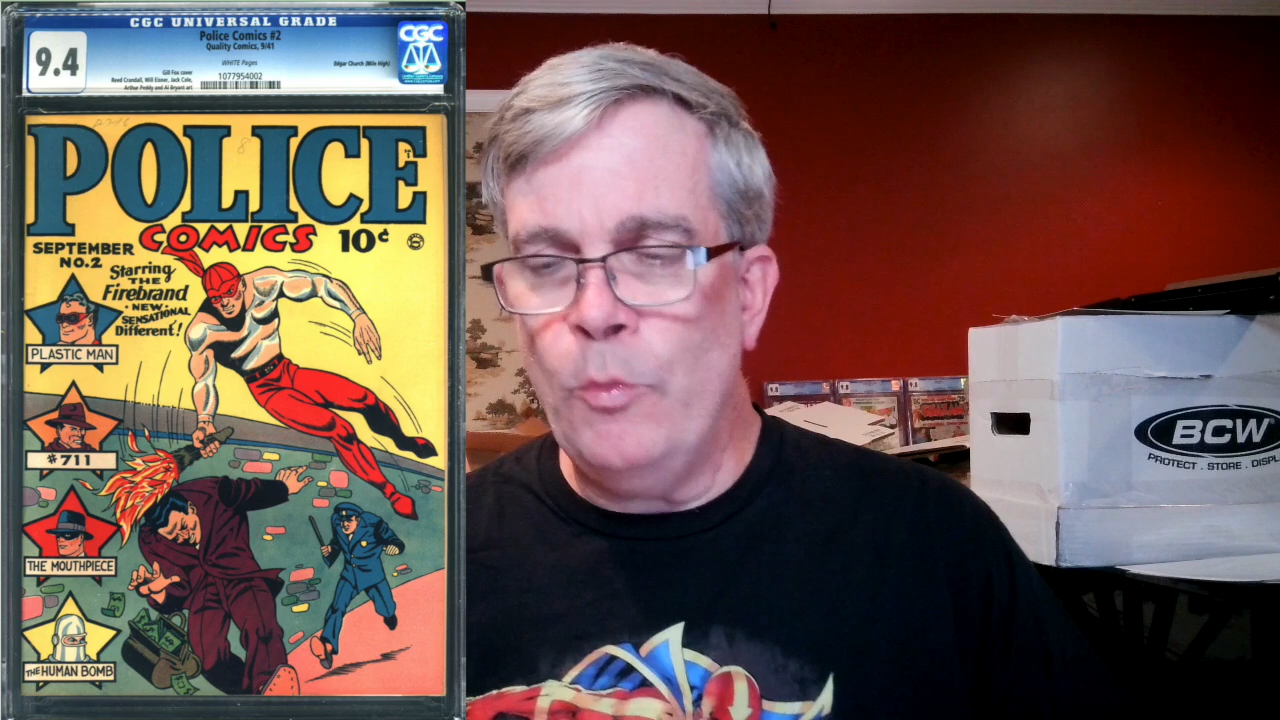 CGC UNIVERSAL GRADE
9.4
Police Comics #2
Quality Comics, 9/41
WHITE Pages
Edgar Church (Mile High)
Gill Fox cover
Reed Crandall, Will Eisner, Jack Cole,
Arthur Peddy and Al Bryant art
1077954002
CGC
POLICE
COMICS 10¢
SEPTEMBER
NO.2
Starring
THE
Firebrand
· NEW ·
SENSATIONAL
Different!
PLASTIC MAN
#711
THE MOUTHPIECE
THE HUMAN BOMB
BCW
PROTECT . STORE . DISPL